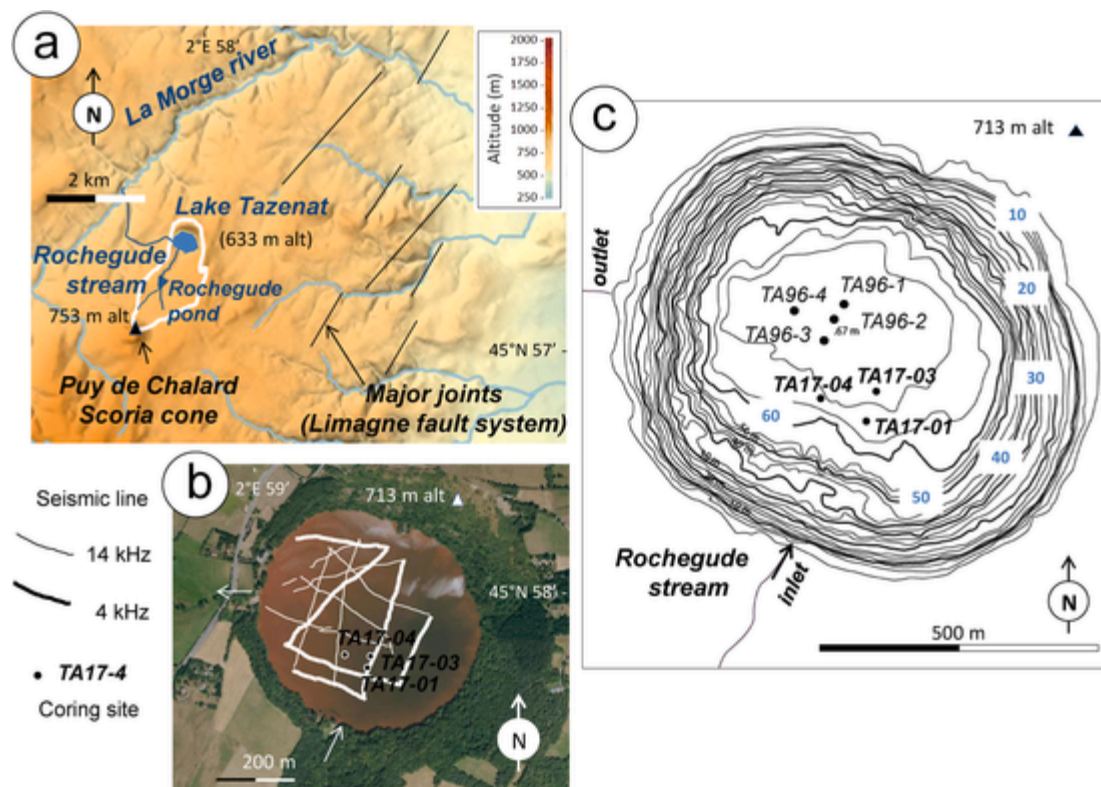 a
2°E 58'
La Morge river
N
2 km
Lake Tazenat
(633 m alt)
Rochegude
stream
Rochegude
pond
753 m alt
45°N 57' -
Puy de Chalard
Scoria cone
Major joints
(Limagne fault system)
Altitude (m)
2000
1750
1500
1250
1000
750
500
250
Seismic line
14 kHz
4 kHz
TA17-4
Coring site
b
2°E 59'
713 m alt
45°N 58' -
TA17-04
TA17-03
TA17-01
N
200 m
c
713 m alt
10
outlet
20
TA96-4
TA96-1
TA96-2
TA96-3
.67 m
30
TA17-04
TA17-03
60
TA17-01
40
50
Rochegude
stream
inlet
N
500 m